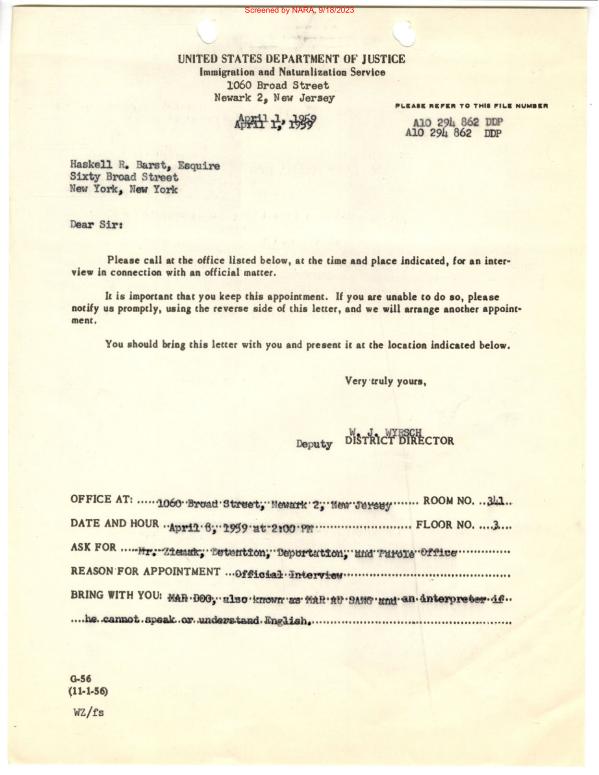 Screened by NARA, 9/18/2023
UNITED STATES DEPARTMENT OF JUSTICE
Immigration and Naturalization Service
1060 Broad Street
Newark 2, New Jersey
PLEASE REFER TO THIS FILE NUMBER
April 1, 1959
April 1, 1959
A10 294 862 DDP
A10 294 862 DDP
Haskell R. Barst, Esquire
Sixty Broad Street
New York, New York
Dear Sir:
Please call at the office listed below, at the time and place indicated, for an inter-
view in connection with an official matter.
It is important that you keep this appointment. If you are unable to do so, please
notify us promptly, using the reverse side of this letter, and we will arrange another appoint-
ment.
You should bring this letter with you and present it at the location indicated below.
Very truly yours,
W. J. WYRSCH
Deputy DISTRICT DIRECTOR
OFFICE AT: 1060 Broad Street, Newark 2, New Jersey ROOM NO. 341
DATE AND HOUR April 8, 1959 at 2:00 PM FLOOR NO. 3
ASK FOR Mr. Detention, Deportation, and Parole Office
REASON FOR APPOINTMENT Official Interview
BRING WITH YOU: MAR DOO, also known as MAR AU SANG and an interpreter if
he cannot speak or understand English.
G-56
(11-1-56)
WZ/fs